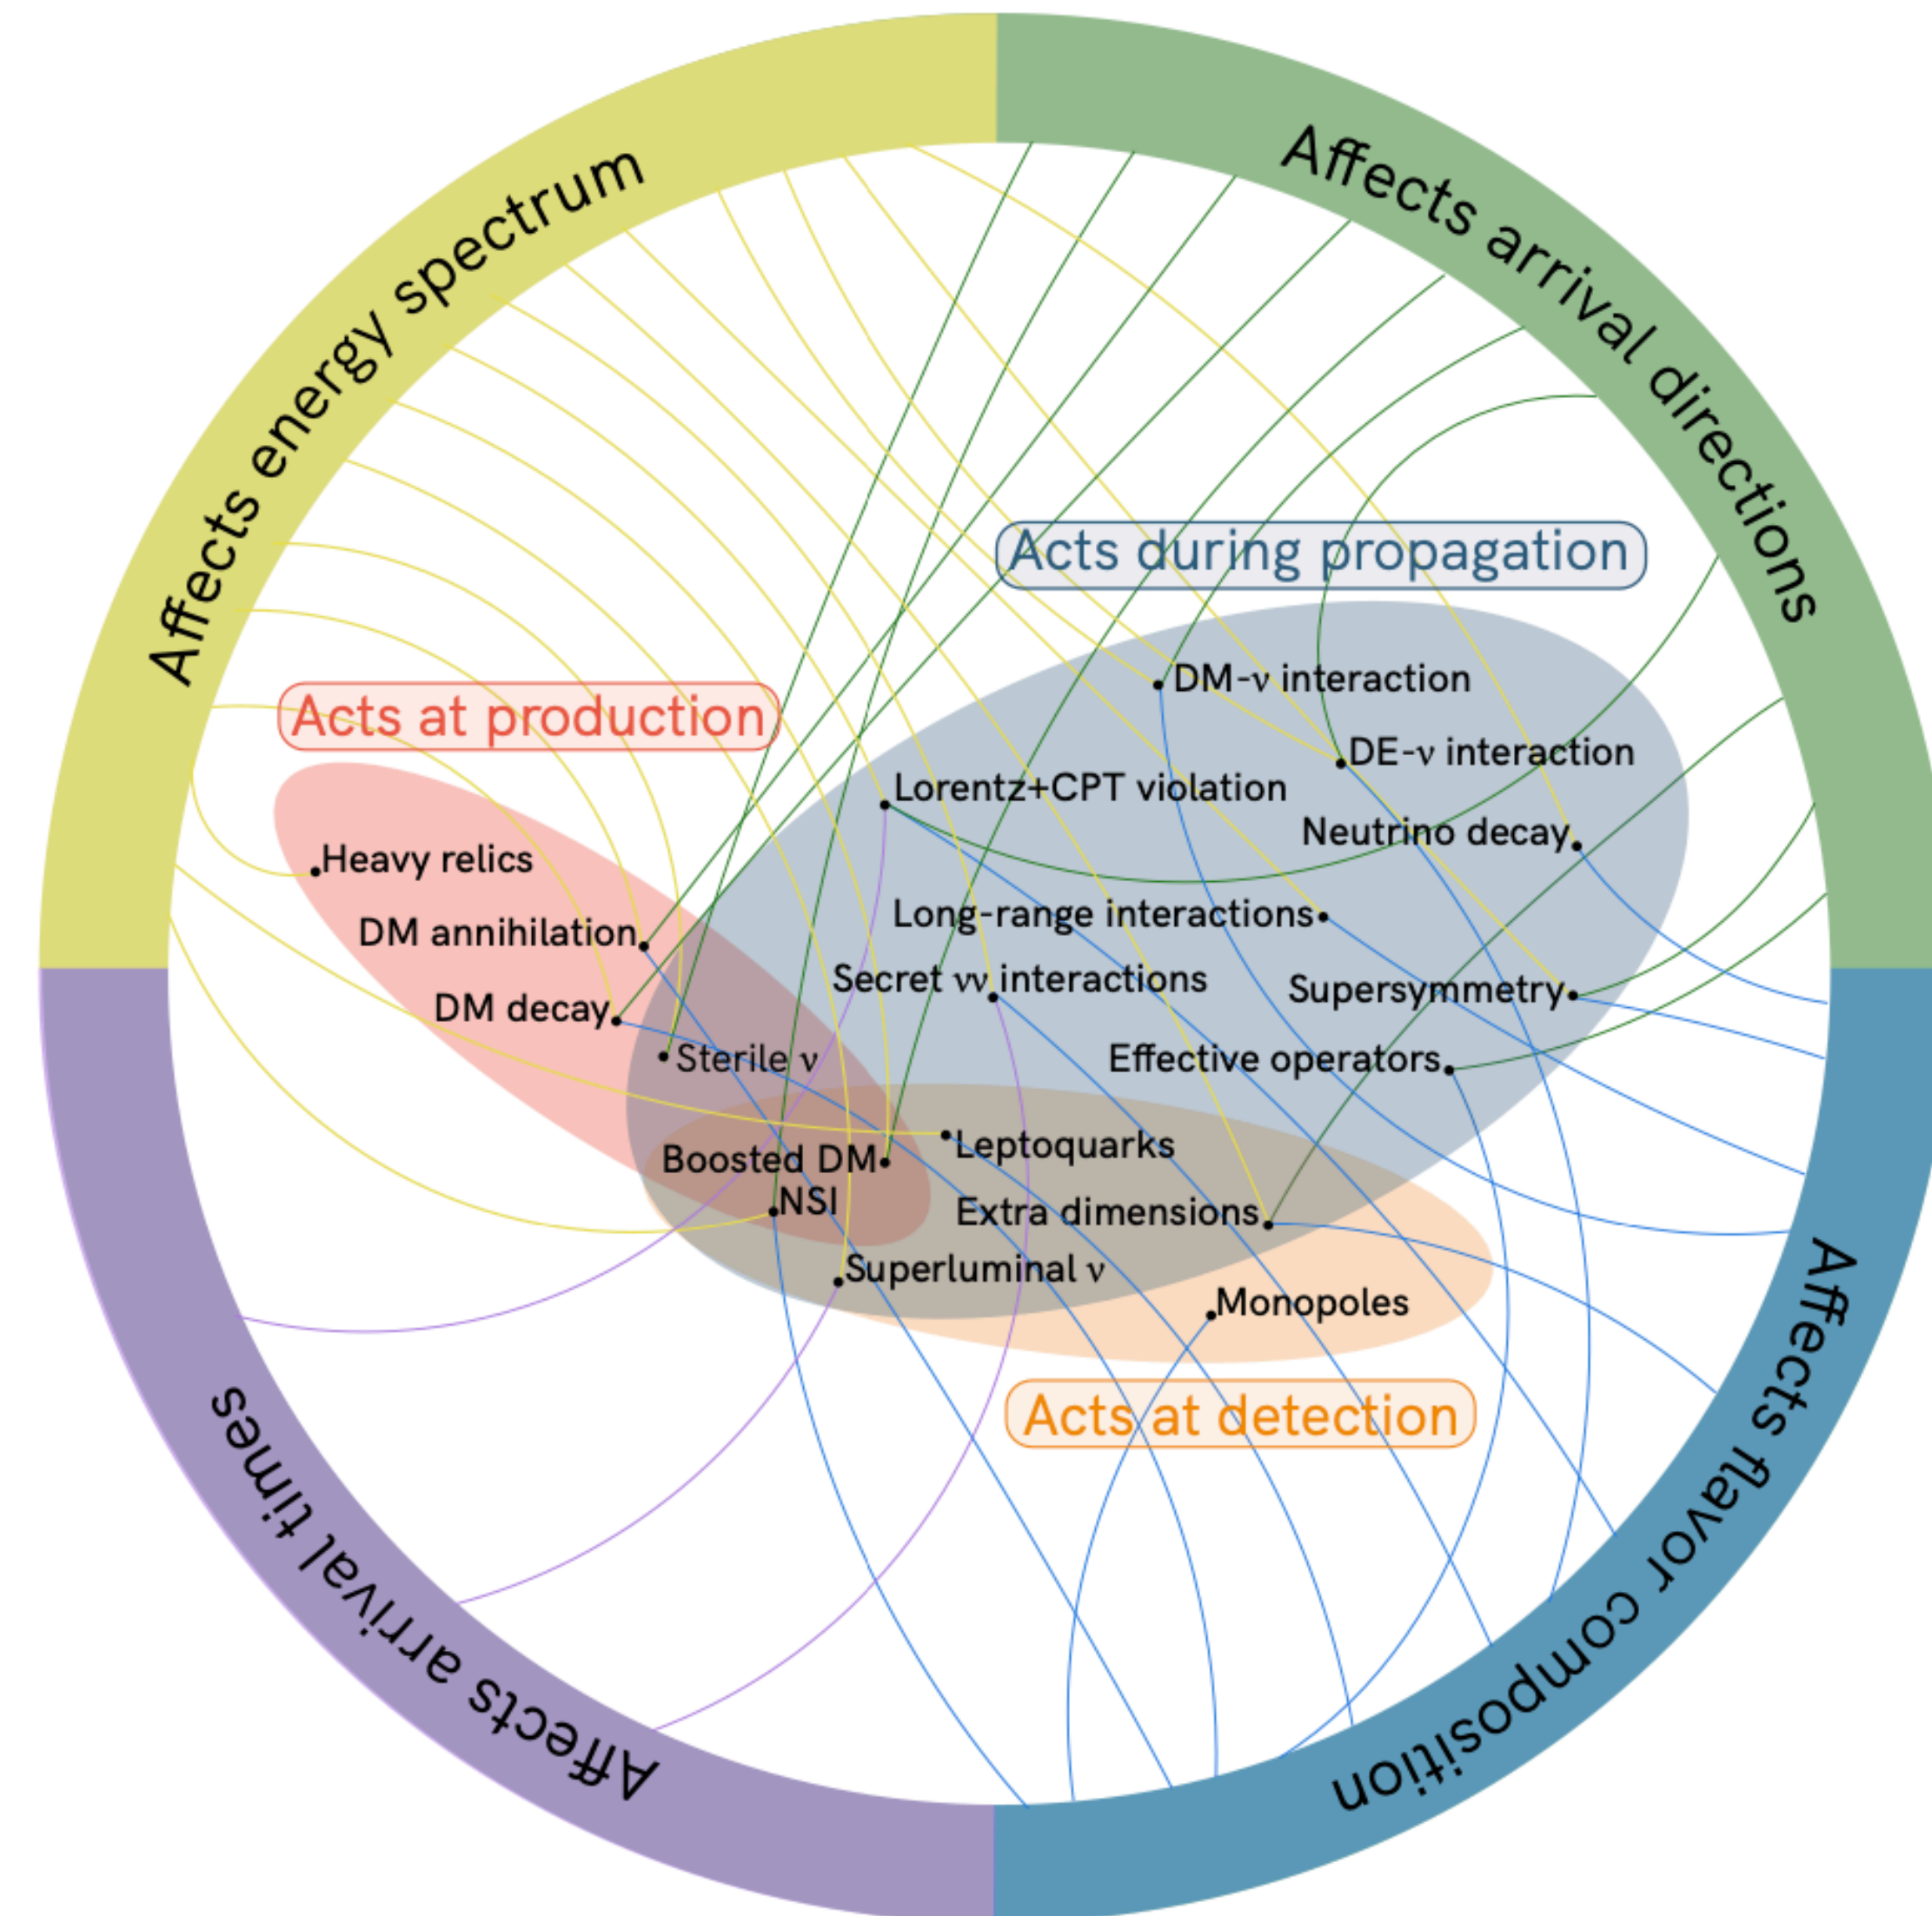 Affects energy spectrum
Affects arrival directions
Acts during propagation
DM-ν interaction
Acts at production
DE-ν interaction
Lorentz+CPT violation
Neutrino decay
Heavy relics
Long-range interactions
DM annihilation
Secret νν interactions
Supersymmetry
DM decay
Sterile ν
Effective operators
Leptoquarks
Boosted DM
NSI
Extra dimensions
Superluminal ν
Monopoles
Acts at detection
Affects arrival times
Affects flavor composition